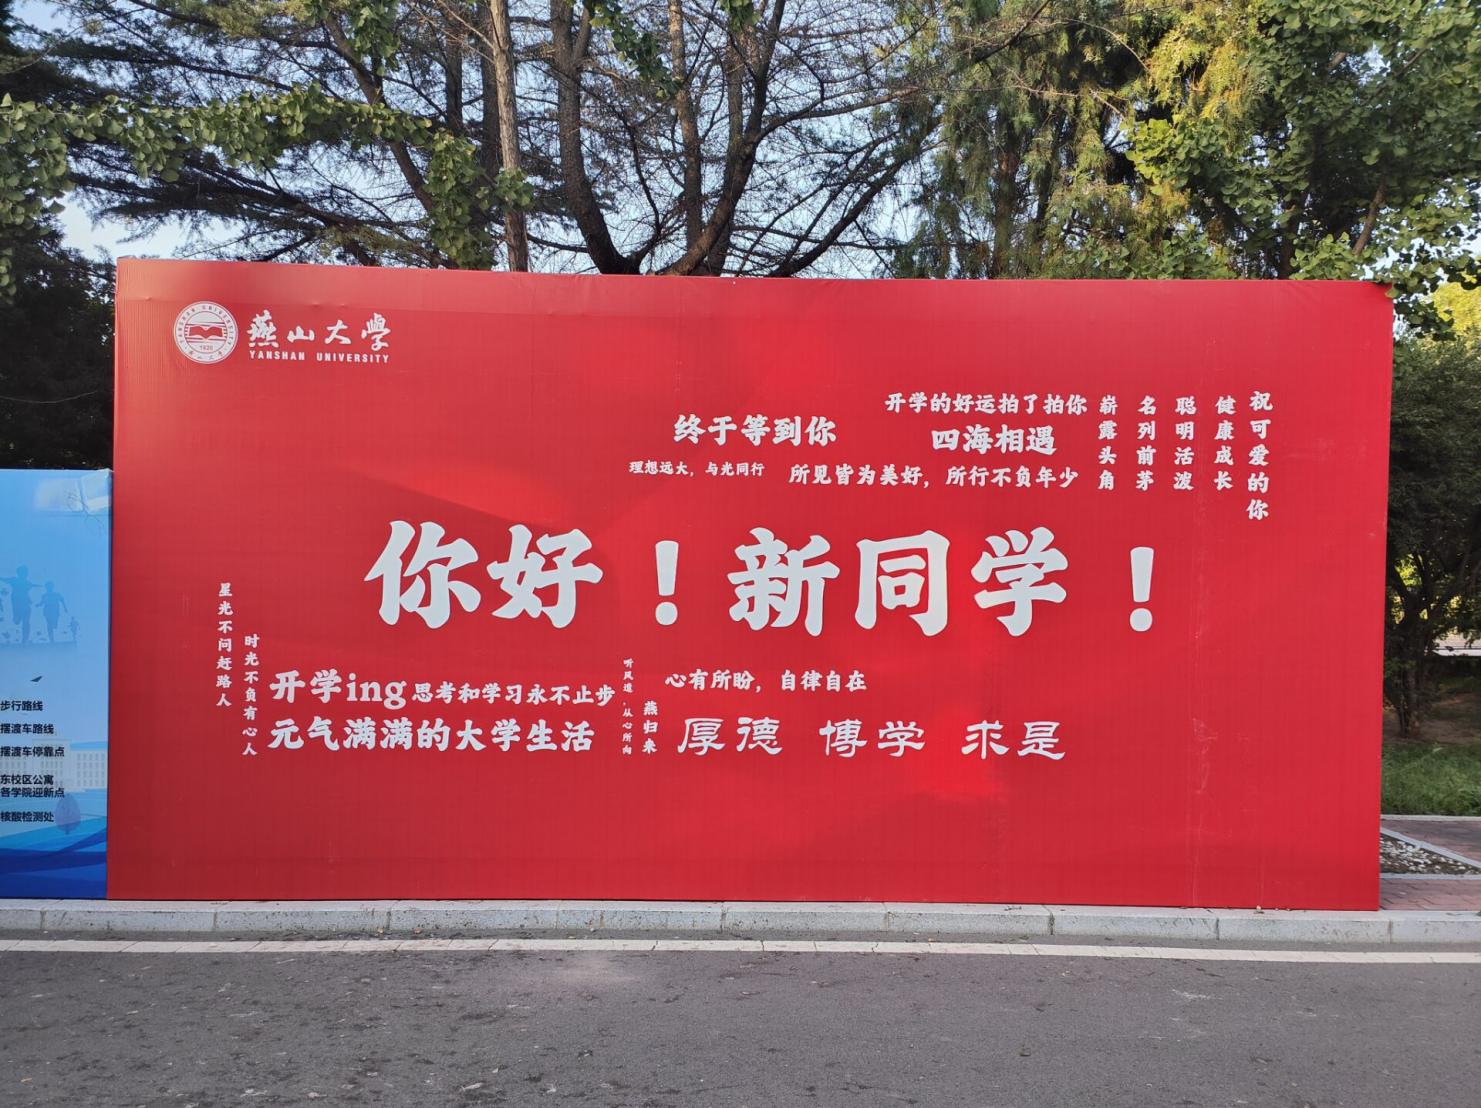 燕山大學
YANSHAN UNIVERSITY
1920
终于等到你
开学的好运拍了拍你
四海相遇
理想远大，与光同行
所见皆为美好，所行不负年少
祝可爱的你
健康成长
聪明活泼
名列前茅
崭露头角
你好！新同学！
星光不问赶路人
时光不负有心人
开学ing思考和学习永不止步
元气满满的大学生活
听风造，从心所向
燕归来
心有所盼，自律自在
厚德 博学 求是
步行路线
摆渡车路线
摆渡车停靠点
东校区公寓
各学院迎新点
核酸检测处